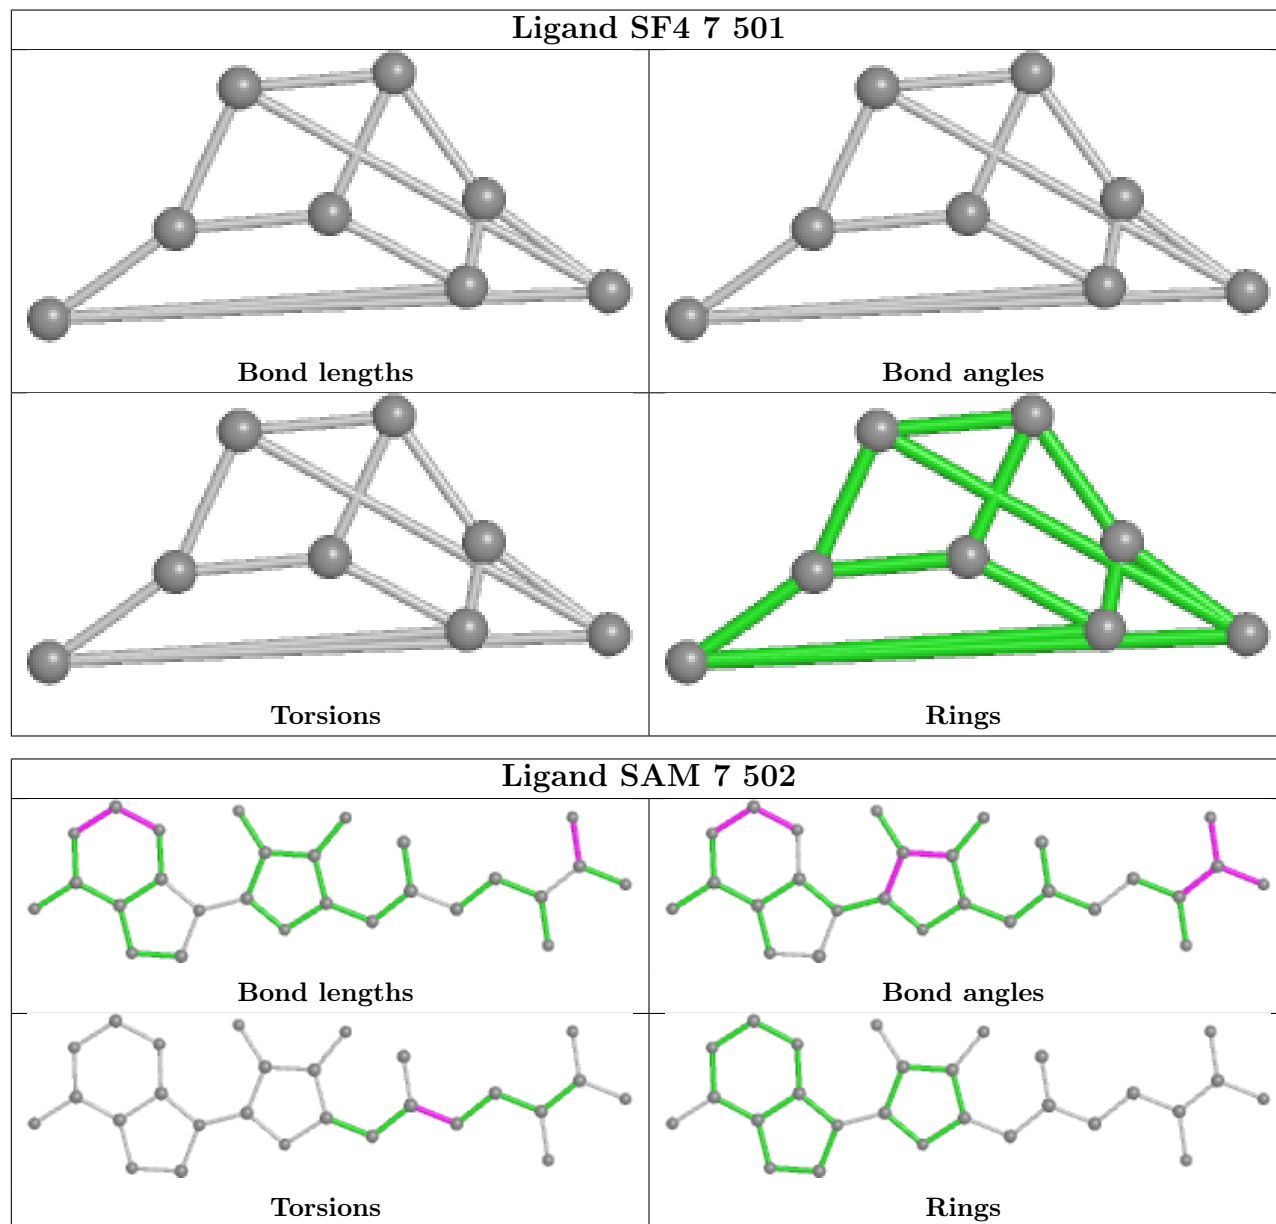 Ligand SF4 7 501
Bond lengths
Bond angles
Torsions
Rings
Ligand SAM 7 502
Bond lengths
Bond angles
Torsions
Rings